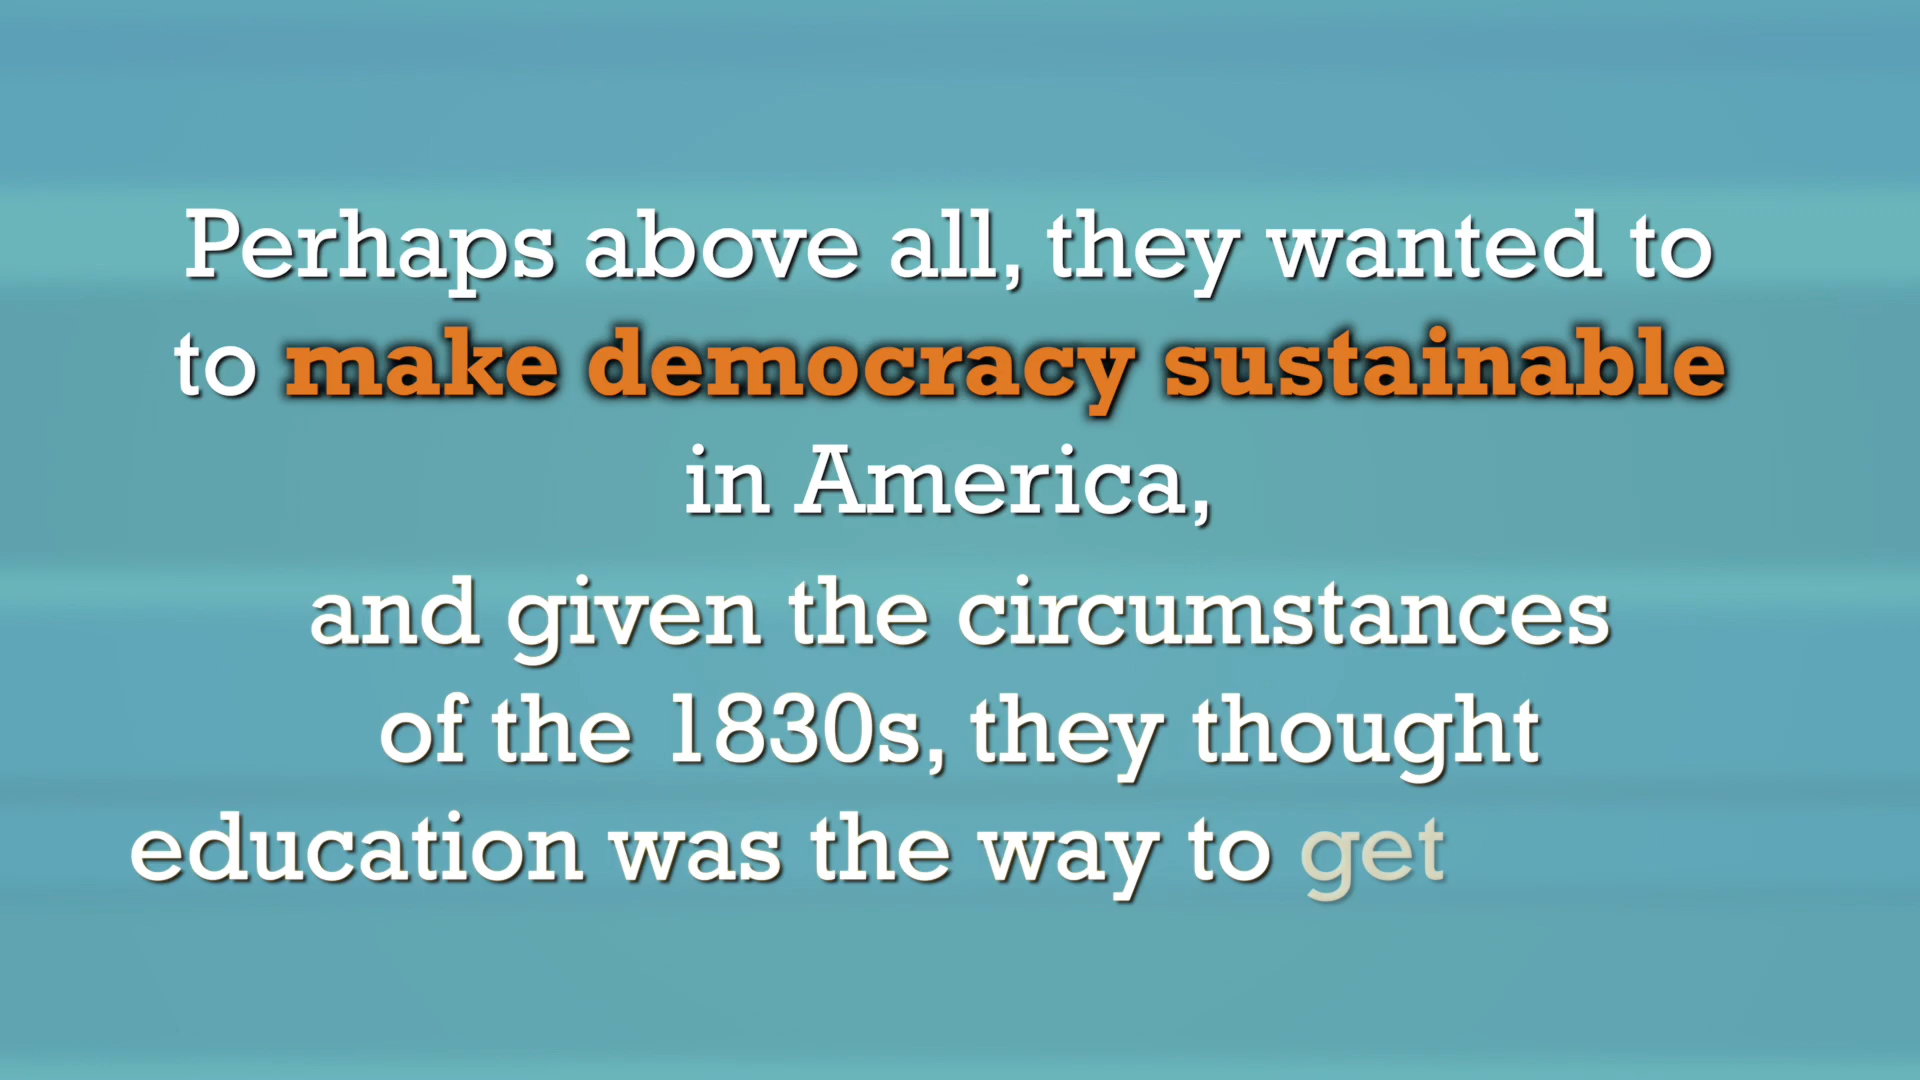 Perhaps above all, they wanted to
to make democracy sustainable
in America,
and given the circumstances
of the 1830s, they thought
education was the way to get